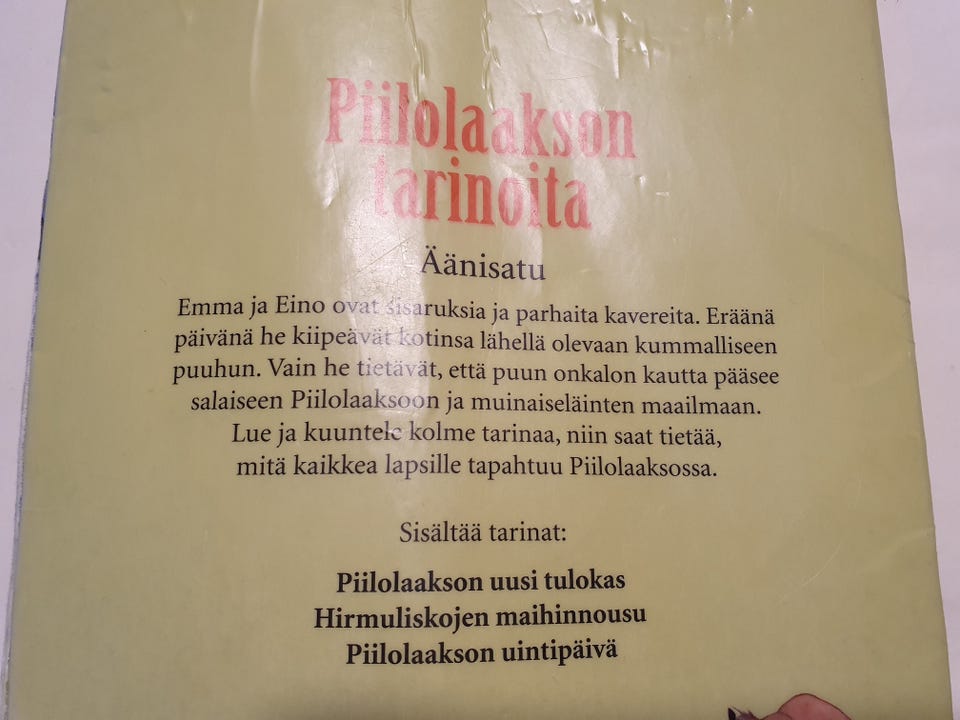 Piilolaakson
tarinoita
Äänisatu
Emma ja Eino ovat sisaruksia ja parhaita kavereita. Eräänä
päivänä he kiipeävät kotinsa lähellä olevaan kummalliseen
puuhun. Vain he tietävät, että puun onkalon kautta pääsee
salaiseen Piilolaaksoon ja muinaiseläinten maailmaan.
Lue ja kuuntele kolme tarinaa, niin saat tietää,
mitä kaikkea lapsille tapahtuu Piilolaaksossa.
Sisältää tarinat:
Piilolaakson uusi tulokas
Hirmuliskojen maihinnousu
Piilolaakson uintipäivä